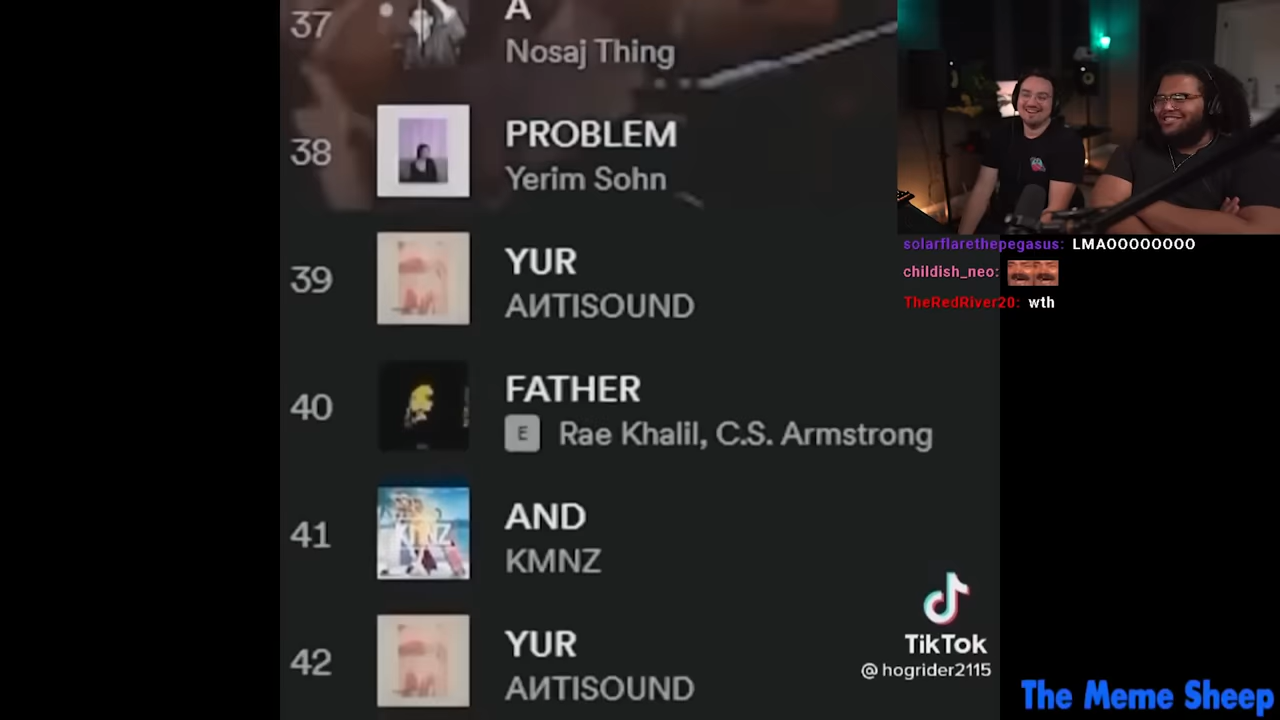 37
A
Nosaj Thing
38
PROBLEM
Yerim Sohn
39
YUR
AИTISOUND
40
FATHER
E Rae Khalil, C.S. Armstrong
41
KMNZ
AND
KMNZ
42
YUR
AИTISOUND
solarflarethepegasus: LMAOOOOOOOO
childish_neo:
TheRedRiver20: wth
TikTok
@hogrider2115
The Meme Sheep